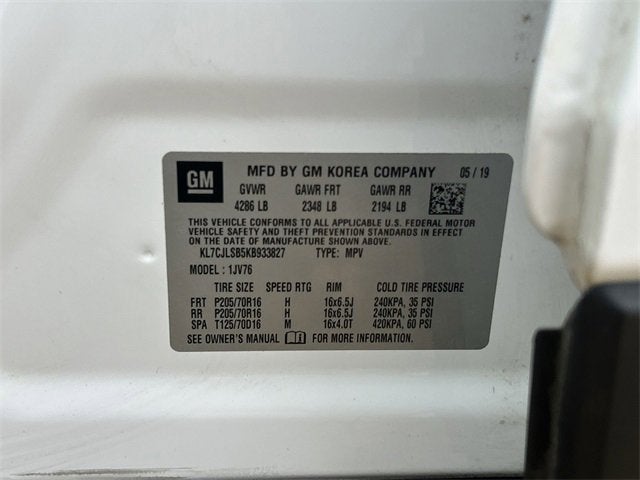 GM MFD BY GM KOREA COMPANY 05 / 19
GVWR GAWR FRT GAWR RR
4286 LB 2348 LB 2194 LB
THIS VEHICLE CONFORMS TO ALL APPLICABLE U.S. FEDERAL MOTOR
VEHICLE SAFETY AND THEFT PREVENTION STANDARDS IN EFFECT ON THE
DATE OF MANUFACTURE SHOWN ABOVE.
KL7CJLSB5KB933827 TYPE: MPV
MODEL : 1JV76
TIRE SIZE SPEED RTG RIM COLD TIRE PRESSURE
FRT P205/70R16 H 16x6.5J 240KPA, 35 PSI
RR P205/70R16 H 16x6.5J 240KPA, 35 PSI
SPA T125/70D16 M 16x4.0T 420KPA, 60 PSI
SEE OWNER'S MANUAL FOR MORE INFORMATION.